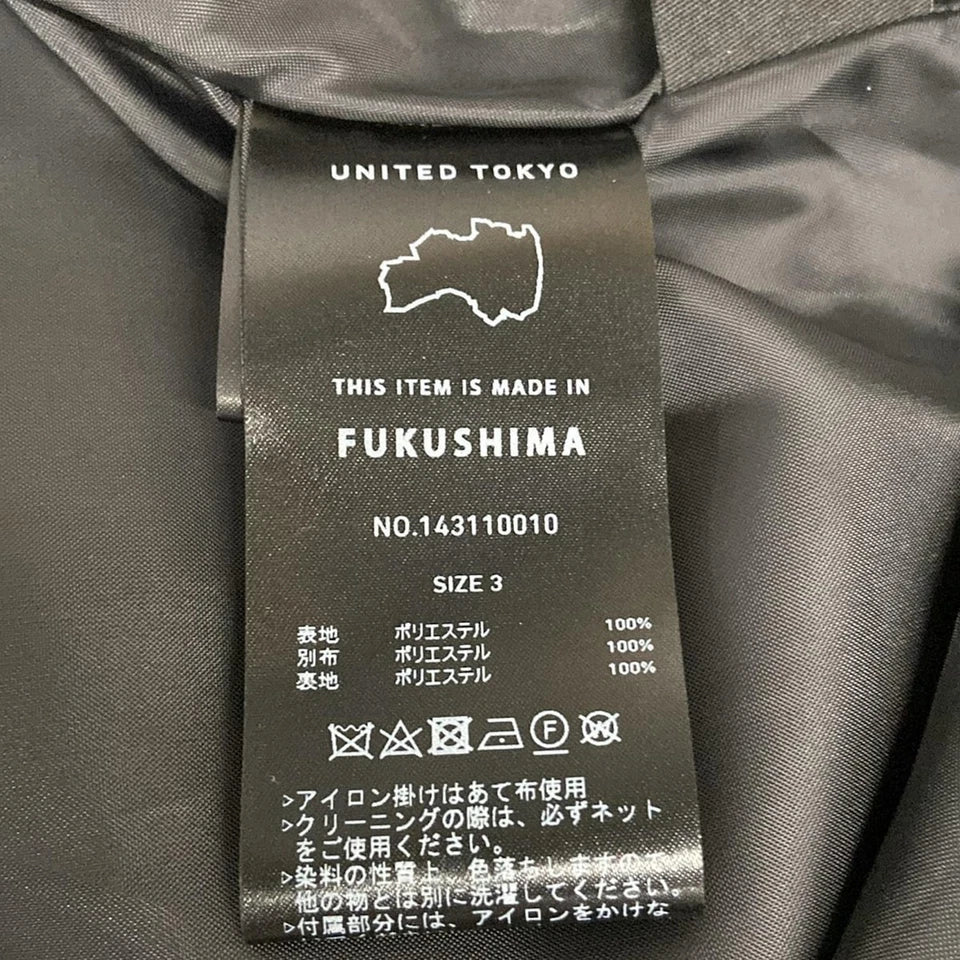 UNITED TOKYO
THIS ITEM IS MADE IN
FUKUSHIMA
NO.143110010
SIZE 3
表地 ポリエステル 100%
別布 ポリエステル 100%
裏地 ポリエステル 100%
F W
▷アイロン掛けはあて布使用
▷クリーニングの際は、必ずネット
をご使用ください。
▷染料の性質上 色落ちしますので
他の物とは別に洗濯してください。
▷付属部分には、アイロンをかけな